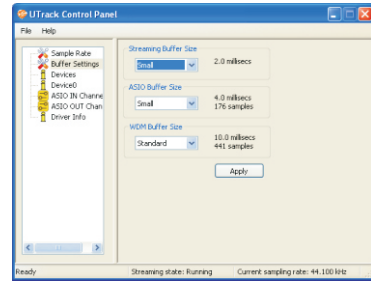 UTrack Control Panel
File Help
Sample Rate
Buffer Settings
Devices
Device0
ASIO IN Channe
ASIO OUT Chan
Driver Info
Streaming Buffer Size
Small
2.0 millisecs
ASIO Buffer Size
Small
4.0 millisecs
176 samples
WDM Buffer Size
Standard
10.0 millisecs
441 samples
Apply
Ready
Streaming state: Running
Current sampling rate: 44.100 kHz